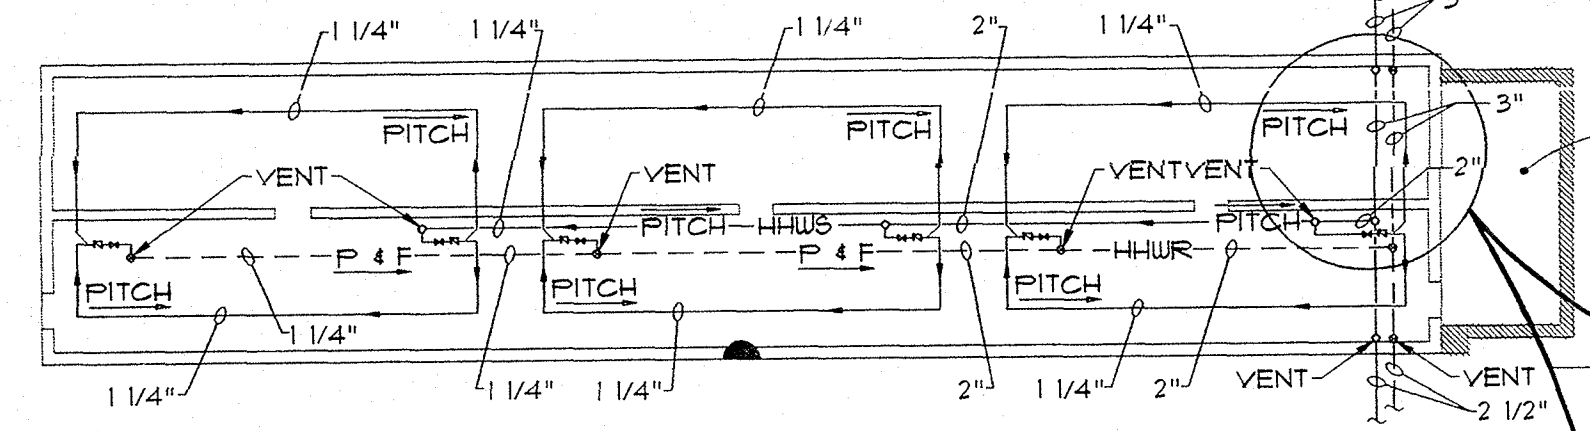 1 1/4" 1 1/4" 1 1/4" 2" 1 1/4"
3"
PITCH PITCH PITCH
VENT VENT VENT VENT 2"
PITCH HHWS PITCH
P & F P & F HHWR
PITCH PITCH PITCH
1 1/4"
1 1/4" 1 1/4" 1 1/4" 2" 1 1/4" 2" VENT VENT
2 1/2"